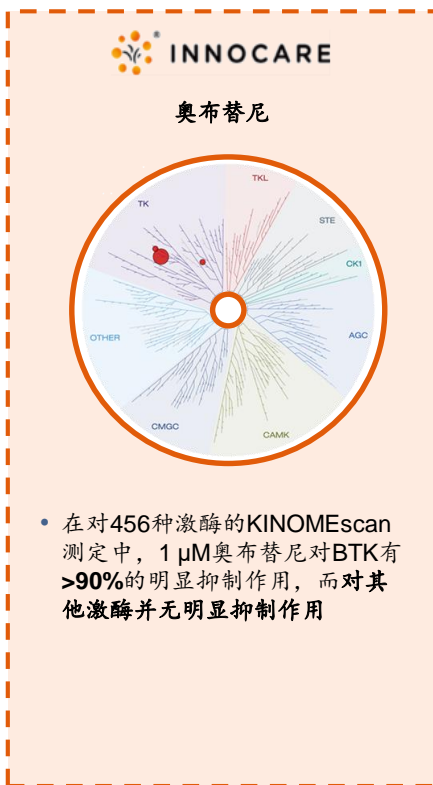 INNOCARE
奥布替尼
TK
TKL
STE
CK1
AGC
CAMK
CMGC
OTHER
• 在对456种激酶的KINOMEscan
测定中，1 μM奥布替尼对BTK有
>90%的明显抑制作用，而对其
他激酶并无明显抑制作用